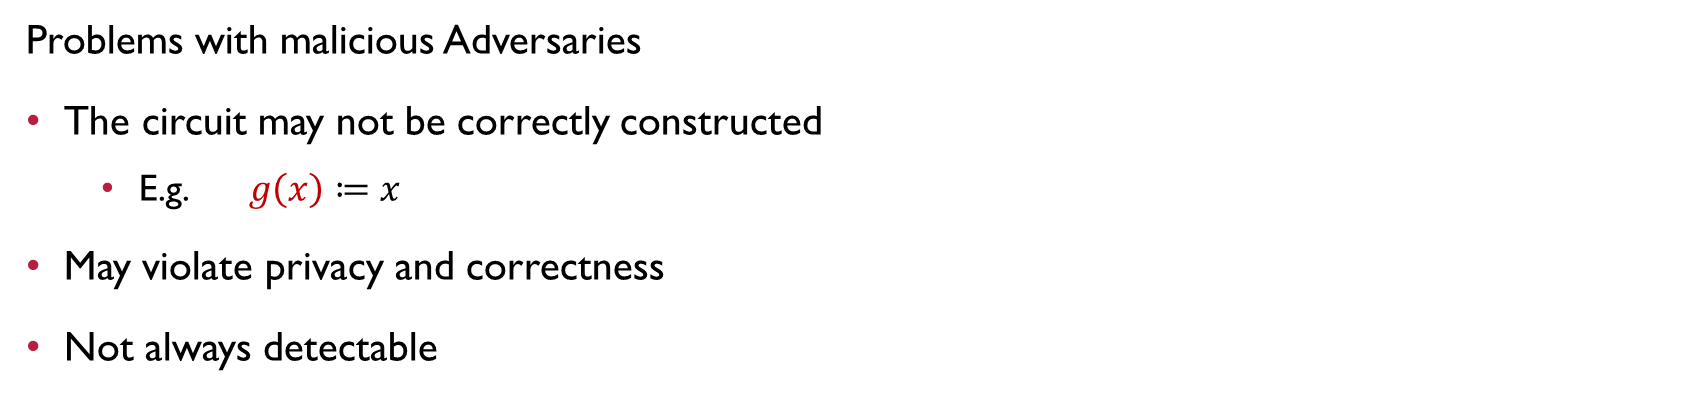 Problems with malicious Adversaries
• The circuit may not be correctly constructed
• E.g. g(x) ≔ x
• May violate privacy and correctness
• Not always detectable